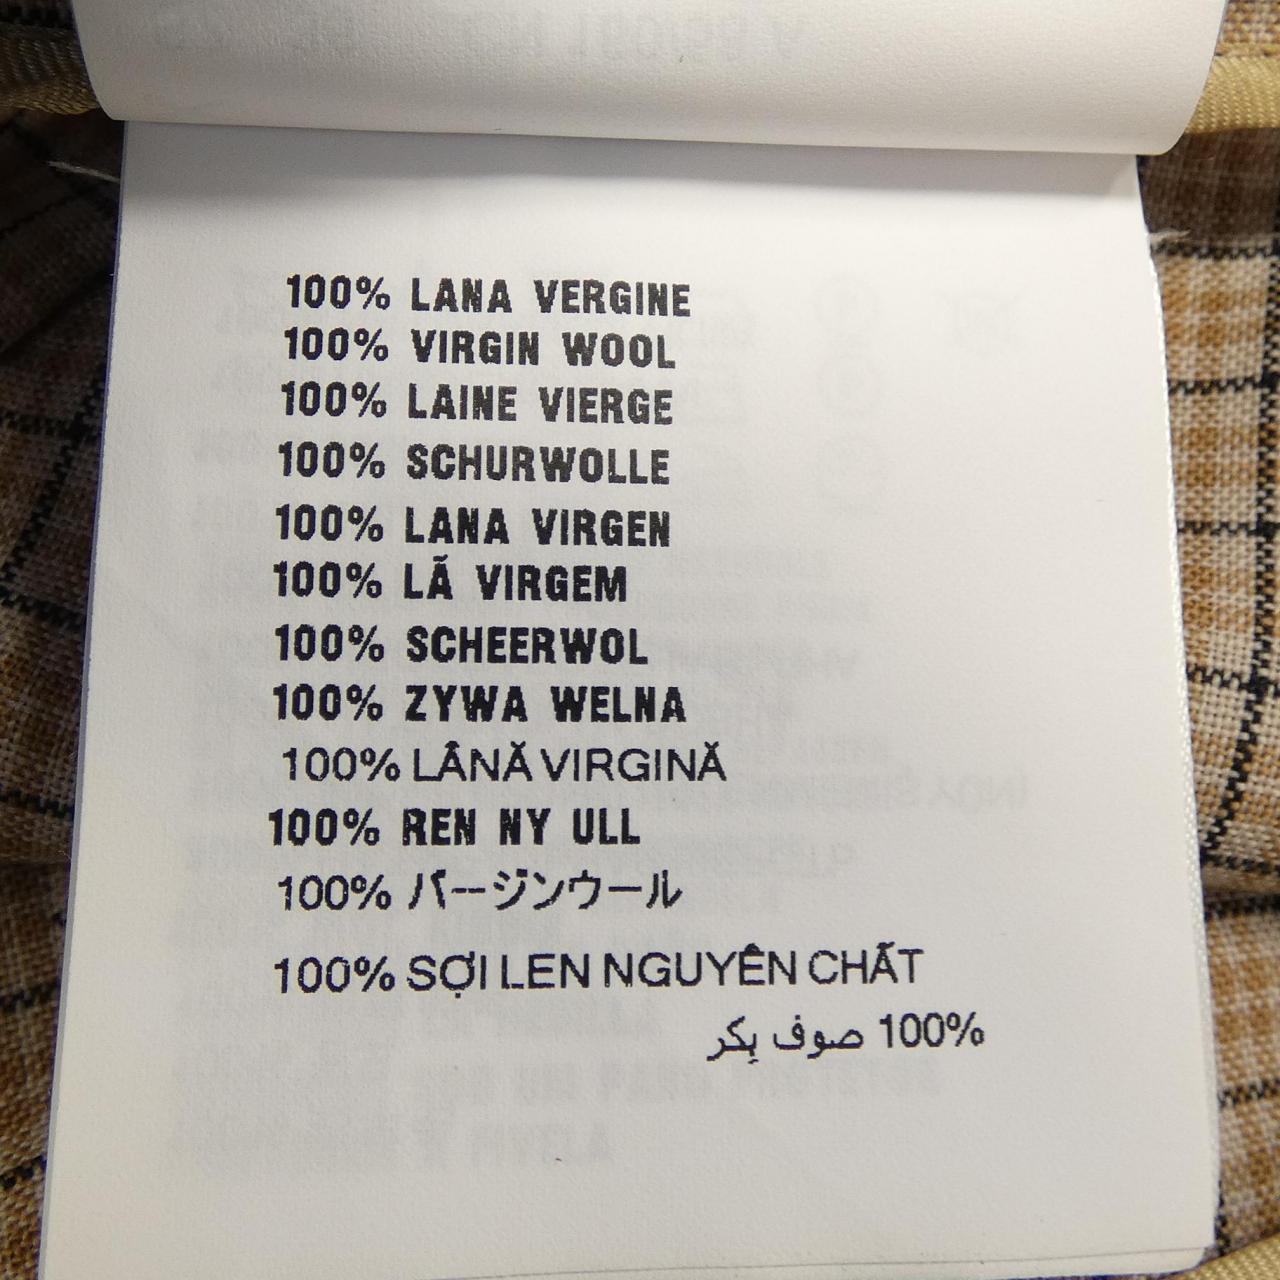 100% LANA VERGINE
100% VIRGIN WOOL
100% LAINE VIERGE
100% SCHURWOLLE
100% LANA VIRGEN
100% LÃ VIRGEM
100% SCHEERWOL
100% ZYWA WELNA
100% LÂNĂ VIRGINĂ
100% REN NY ULL
100% バージンウール
100% SỢI LEN NGUYÊN CHẤT
100% صوف بِكر